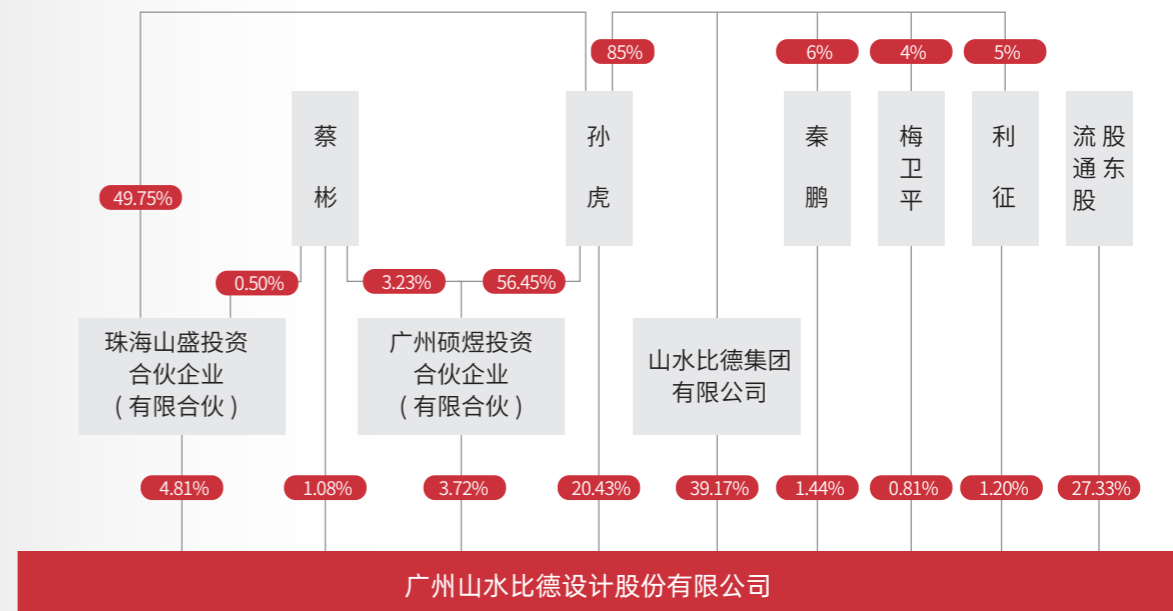 85%
6%
4%
5%
蔡彬
孙虎
秦鹏
梅卫平
利征
流通股
股东
49.75%
0.50%
3.23%
56.45%
珠海山盛投资
合伙企业
(有限合伙)
广州硕煜投资
合伙企业
(有限合伙)
山水比德集团
有限公司
4.81%
1.08%
3.72%
20.43%
39.17%
1.44%
0.81%
1.20%
27.33%
广州山水比德设计股份有限公司